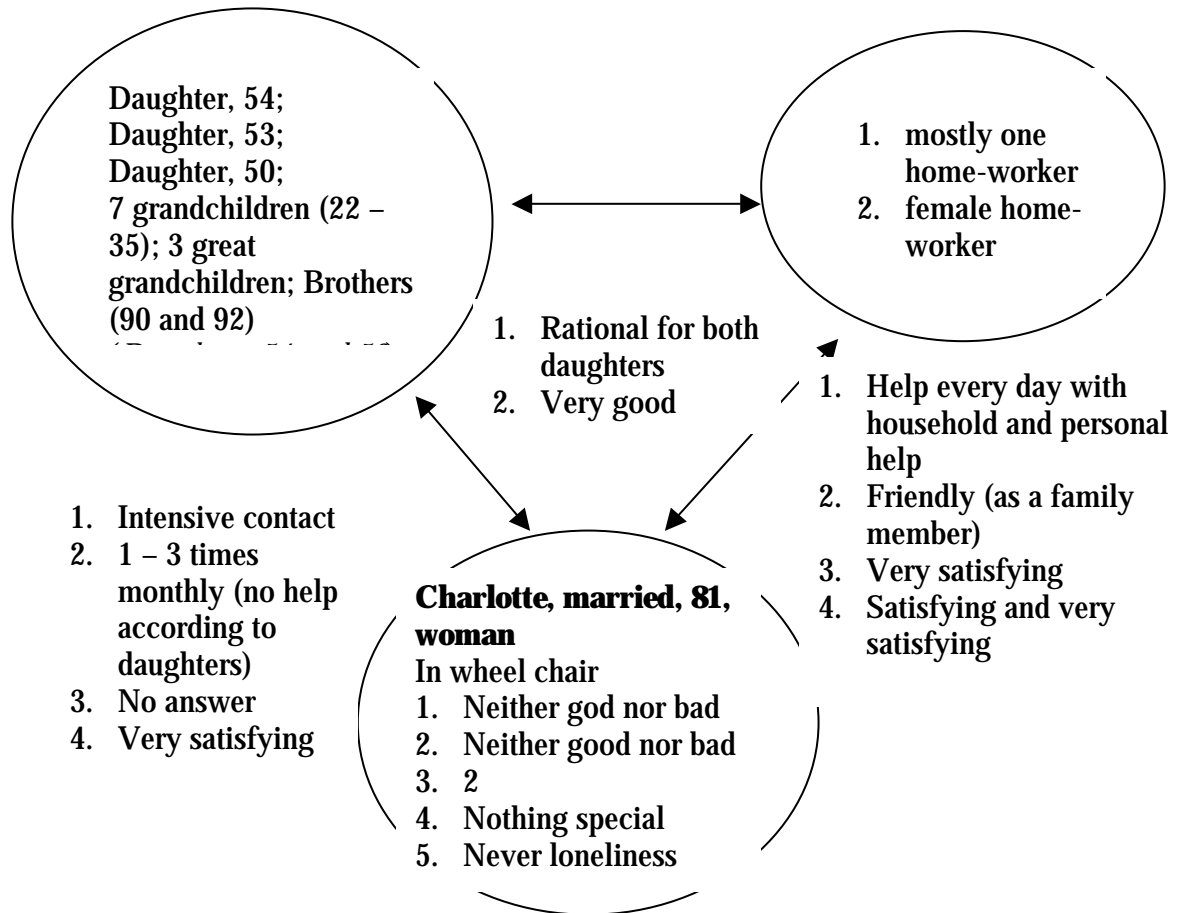 Daughter, 54;
Daughter, 53;
Daughter, 50;
7 grandchildren (22 –
35); 3 great
grandchildren; Brothers
(90 and 92)
1. mostly one
home-worker
2. female home-
worker
1. Rational for both
daughters
2. Very good
1. Help every day with
household and personal
help
2. Friendly (as a family
member)
3. Very satisfying
4. Satisfying and very
satisfying
1. Intensive contact
2. 1 – 3 times
monthly (no help
according to
daughters)
3. No answer
4. Very satisfying
Charlotte, married, 81,
woman
In wheel chair
1. Neither god nor bad
2. Neither good nor bad
3. 2
4. Nothing special
5. Never loneliness